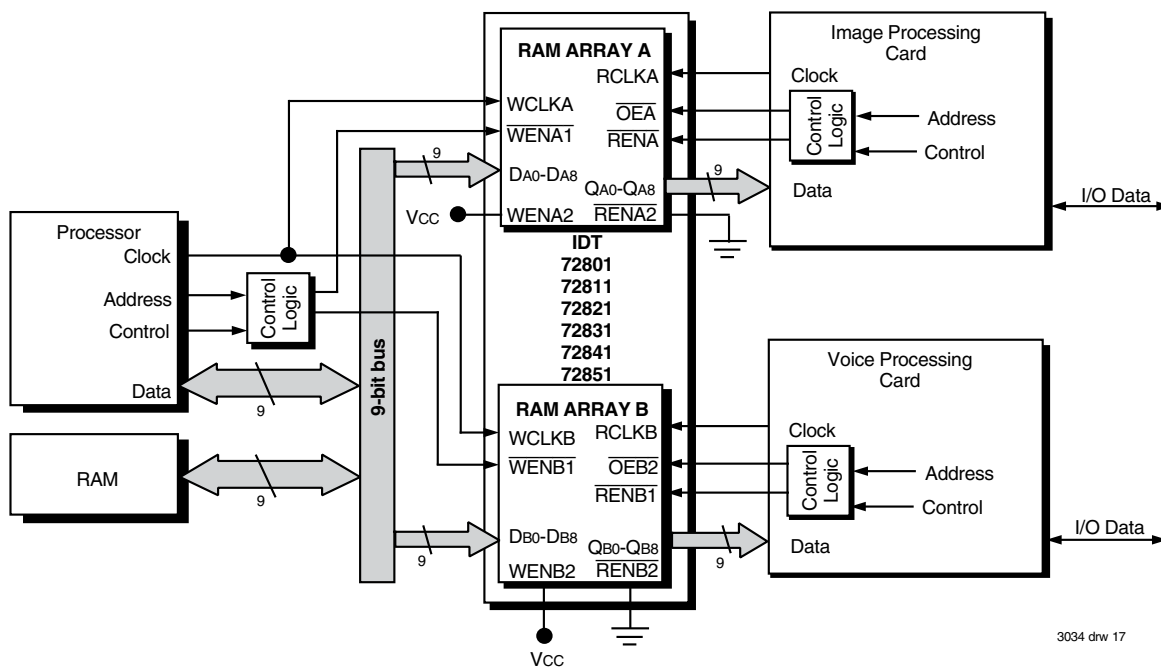 Processor
Clock
Address
Control
Data
RAM
Control
Logic
9
9
9-bit bus
9
9
VCC
RAM ARRAY A
WCLKA
WENA1
DA0-DA8
WENA2
RCLKA
OEA
RENA
QA0-QA8
RENA2
IDT
72801
72811
72821
72831
72841
72851
RAM ARRAY B
WCLKB
WENB1
DB0-DB8
WENB2
RCLKB
OEB2
RENB1
QB0-QB8
RENB2
VCC
9
9
Image Processing
Card
Clock
Control
Logic
Address
Control
Data
I/O Data
Voice Processing
Card
Clock
Control
Logic
Address
Control
Data
I/O Data
3034 drw 17